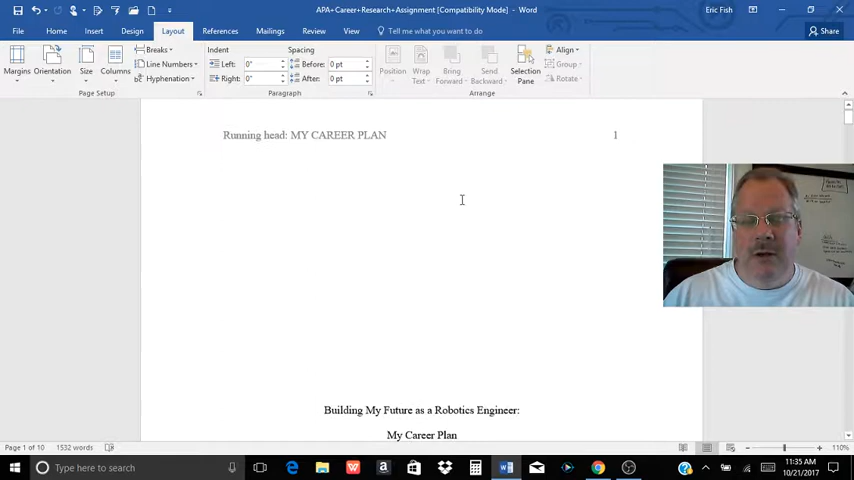 APA+Career+Research+Assignment [Compatibility Mode] - Word
Eric Fish
File Home Insert Design Layout References Mailings Review View Tell me what you want to do Share
Margins Orientation Size Columns
Breaks
Line Numbers
Hyphenation
Page Setup
Indent Spacing
Left: 0" Before: 0 pt
Right: 0" After: 0 pt
Paragraph
Position Wrap Text Bring Forward Send Backward Selection Pane
Align
Group
Rotate
Arrange
Running head: MY CAREER PLAN 1
Building My Future as a Robotics Engineer:
My Career Plan
Page 1 of 10 1532 words 110%
Type here to search
11:35 AM
10/21/2017